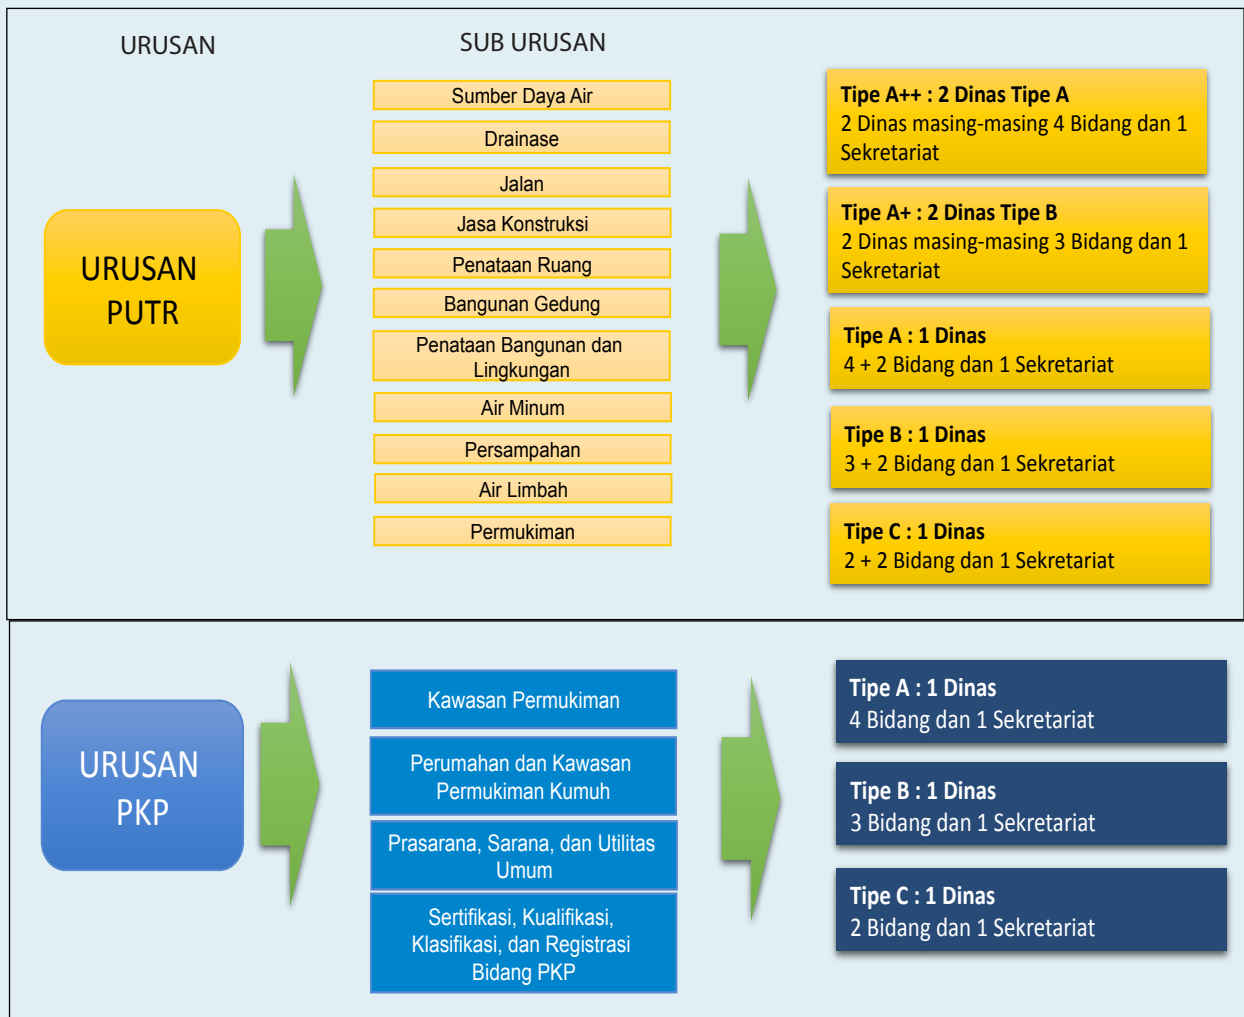 URUSAN
SUB URUSAN
URUSAN
PUTR
Sumber Daya Air
Drainase
Jalan
Jasa Konstruksi
Penataan Ruang
Bangunan Gedung
Penataan Bangunan dan
Lingkungan
Air Minum
Persampahan
Air Limbah
Permukiman
Tipe A++ : 2 Dinas Tipe A
2 Dinas masing-masing 4 Bidang dan 1
Sekretariat
Tipe A+ : 2 Dinas Tipe B
2 Dinas masing-masing 3 Bidang dan 1
Sekretariat
Tipe A : 1 Dinas
4 + 2 Bidang dan 1 Sekretariat
Tipe B : 1 Dinas
3 + 2 Bidang dan 1 Sekretariat
Tipe C : 1 Dinas
2 + 2 Bidang dan 1 Sekretariat
URUSAN
PKP
Kawasan Permukiman
Perumahan dan Kawasan
Permukiman Kumuh
Prasarana, Sarana, dan Utilitas
Umum
Sertifikasi, Kualifikasi,
Klasifikasi, dan Registrasi
Bidang PKP
Tipe A : 1 Dinas
4 Bidang dan 1 Sekretariat
Tipe B : 1 Dinas
3 Bidang dan 1 Sekretariat
Tipe C : 1 Dinas
2 Bidang dan 1 Sekretariat